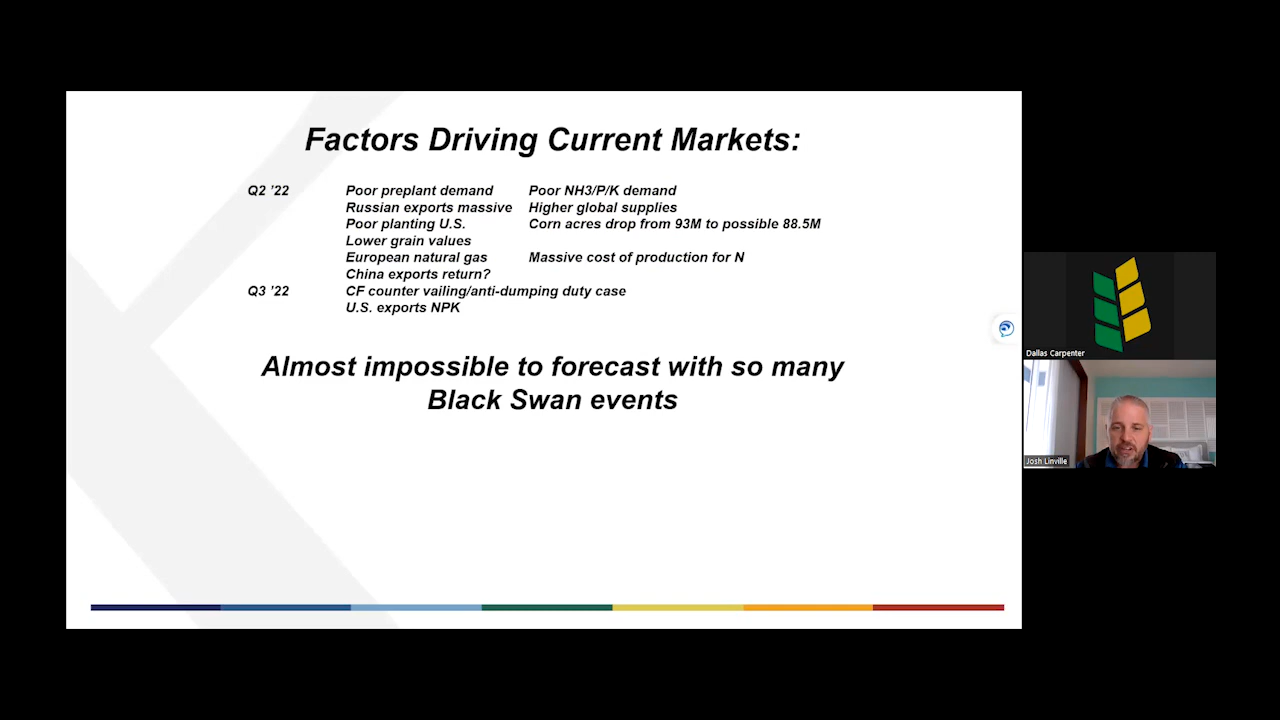 Factors Driving Current Markets:
Q2 '22 Poor preplant demand Poor NH3/P/K demand
Russian exports massive Higher global supplies
Poor planting U.S. Corn acres drop from 93M to possible 88.5M
Lower grain values
European natural gas Massive cost of production for N
China exports return?
Q3 '22 CF counter vailing/anti-dumping duty case
U.S. exports NPK
Almost impossible to forecast with so many
Black Swan events
Dallas Carpenter
Josh Linville